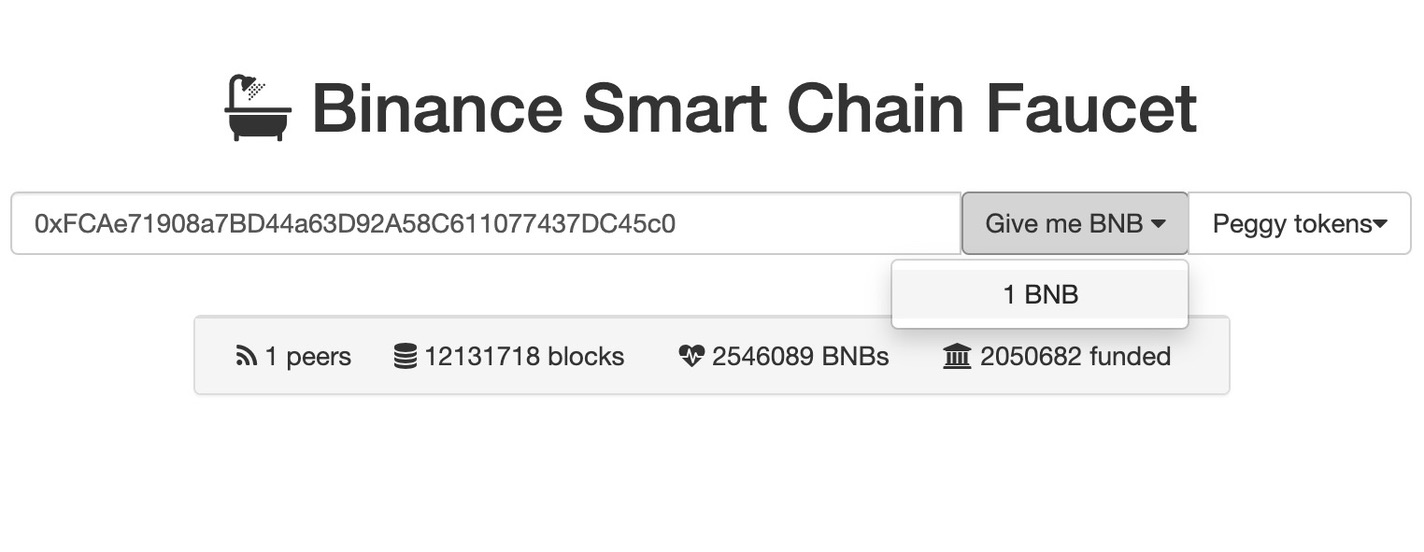 Binance Smart Chain Faucet
0xFCAe71908a7BD44a63D92A58C611077437DC45c0 Give me BNB Peggy tokens
1 BNB
1 peers 12131718 blocks 2546089 BNBs 2050682 funded